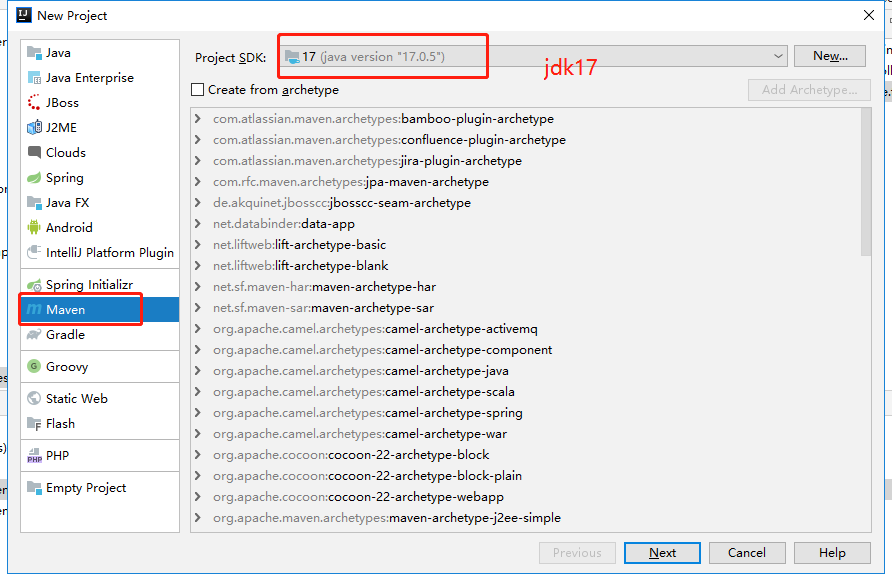 New Project
Java
Java Enterprise
JBoss
J2ME
Clouds
Spring
Java FX
Android
IntelliJ Platform Plugin
Spring Initializr
Maven
Gradle
Groovy
Static Web
Flash
PHP
Empty Project
Project SDK: 17 (java version "17.0.5") New...
jdk17
Create from archetype Add Archetype...
com.atlassian.maven.archetypes:bamboo-plugin-archetype
com.atlassian.maven.archetypes:confluence-plugin-archetype
com.atlassian.maven.archetypes:jira-plugin-archetype
com.rfc.maven.archetypes:jpa-maven-archetype
de.akquinet.jbosscc:jbosscc-seam-archetype
net.databinder:data-app
net.liftweb:lift-archetype-basic
net.liftweb:lift-archetype-blank
net.sf.maven-har:maven-archetype-har
net.sf.maven-sar:maven-archetype-sar
org.apache.camel.archetypes:camel-archetype-activemq
org.apache.camel.archetypes:camel-archetype-component
org.apache.camel.archetypes:camel-archetype-java
org.apache.camel.archetypes:camel-archetype-scala
org.apache.camel.archetypes:camel-archetype-spring
org.apache.camel.archetypes:camel-archetype-war
org.apache.cocoon:cocoon-22-archetype-block
org.apache.cocoon:cocoon-22-archetype-block-plain
org.apache.cocoon:cocoon-22-archetype-webapp
org.apache.maven.archetypes:maven-archetype-j2ee-simple
Previous Next Cancel Help